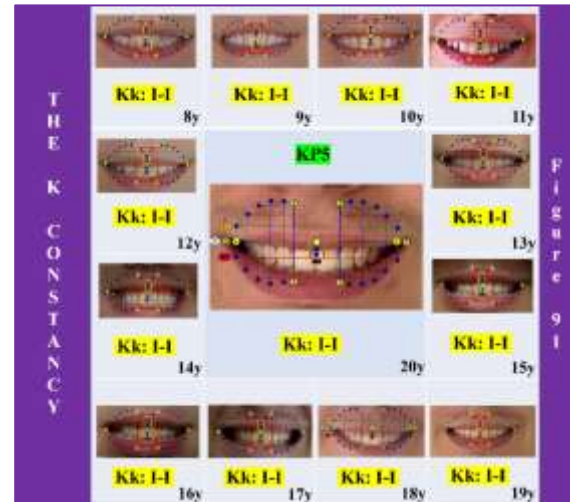 THE K CONSTANCY
Kk: I-I
8y
Kk: I-I
9y
Kk: I-I
10y
Kk: I-I
11y
Kk: I-I
12y
KP5
Kk: I-I
20y
Kk: I-I
13y
Kk: I-I
14y
Kk: I-I
15y
Kk: I-I
16y
Kk: I-I
17y
Kk: I-I
18y
Kk: I-I
19y
Figure 91